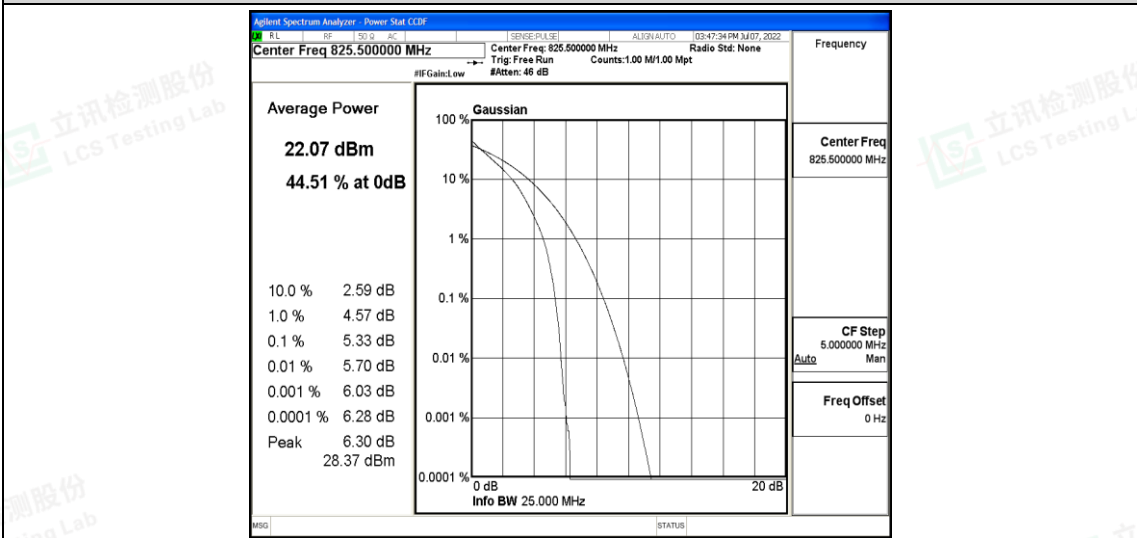 Agilent Spectrum Analyzer - Power Stat CCDF
LXI RL RF 50 Ω AC SENSE:PULSE ALIGN AUTO 03:47:34 PM Jul 07, 2022
Center Freq 825.500000 MHz
Center Freq: 825.500000 MHz Radio Std: None
Trig: Free Run Counts:1.00 M/1.00 Mpt
#IFGain:Low #Atten: 46 dB
Frequency
Average Power
22.07 dBm
44.51 % at 0dB
10.0 % 2.59 dB
1.0 % 4.57 dB
0.1 % 5.33 dB
0.01 % 5.70 dB
0.001 % 6.03 dB
0.0001 % 6.28 dB
Peak 6.30 dB
28.37 dBm
Gaussian
100 %
10 %
1 %
0.1 %
0.01 %
0.001 %
0.0001 %
0 dB 20 dB
Info BW 25.000 MHz
Center Freq
825.500000 MHz
CF Step
5.000000 MHz
Auto Man
Freq Offset
0 Hz
MSG STATUS
立讯检测股份
LCS Testing Lab
立讯检测股份
LCS Testing L
测股份
ing Lab
立